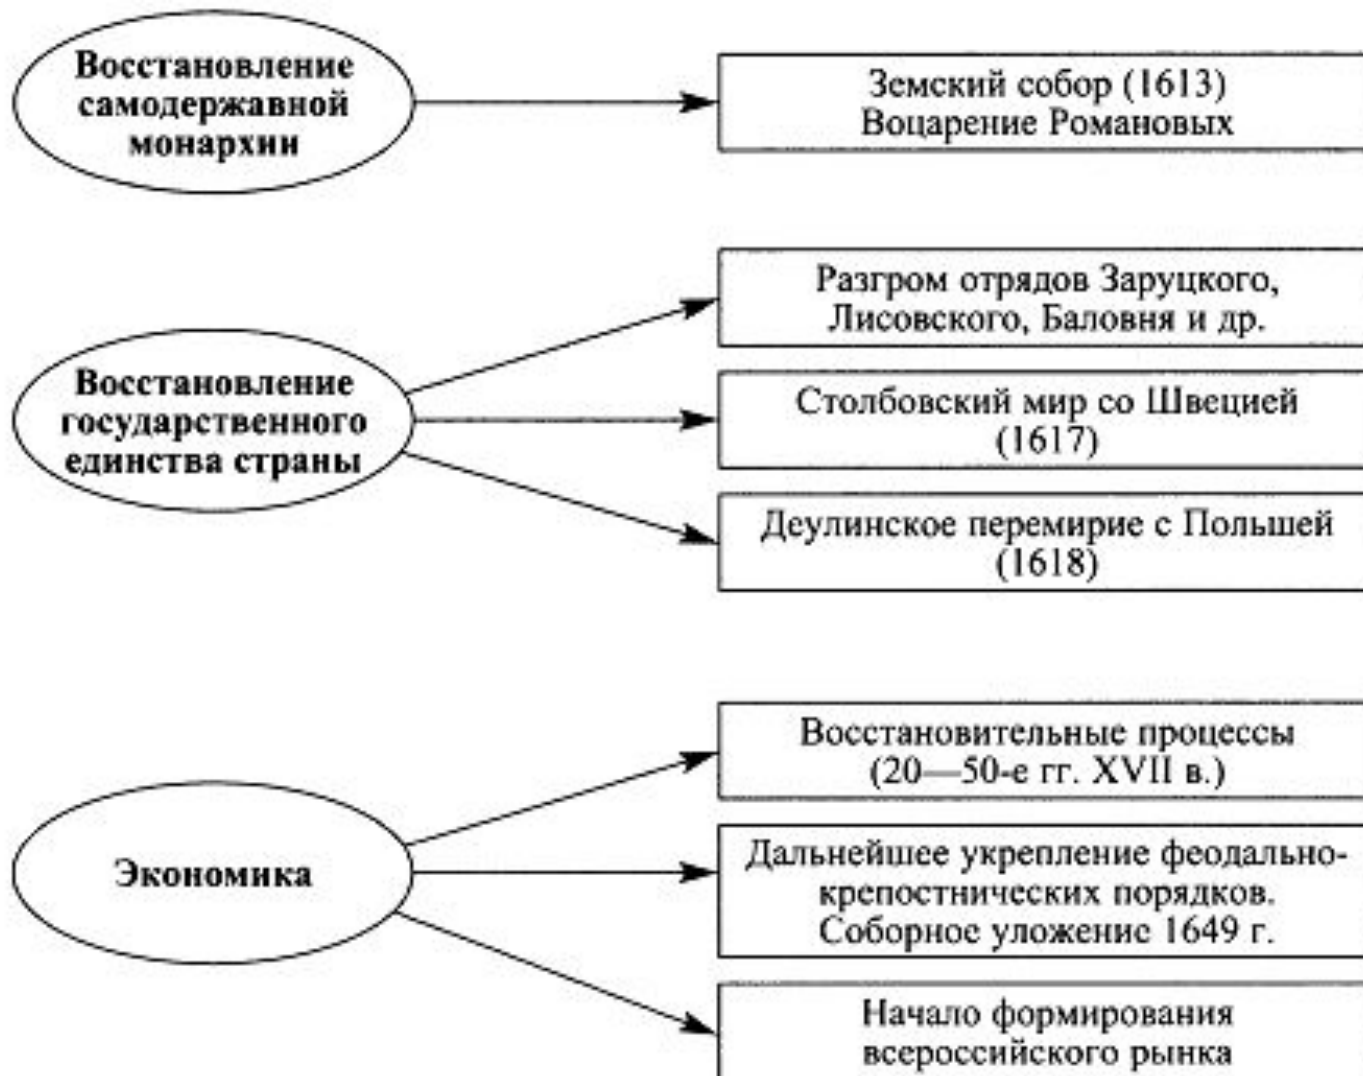 Восстановление
самодержавной
монархии
Земский собор (1613)
Воцарение Романовых
Восстановление
государственного
единства страны
Разгром отрядов Заруцкого,
Лисовского, Баловня и др.
Столбовский мир со Швецией
(1617)
Деулинское перемирие с Польшей
(1618)
Экономика
Восстановительные процессы
(20—50-е гг. XVII в.)
Дальнейшее укрепление феодально-
крепостнических порядков.
Соборное уложение 1649 г.
Начало формирования
всероссийского рынка